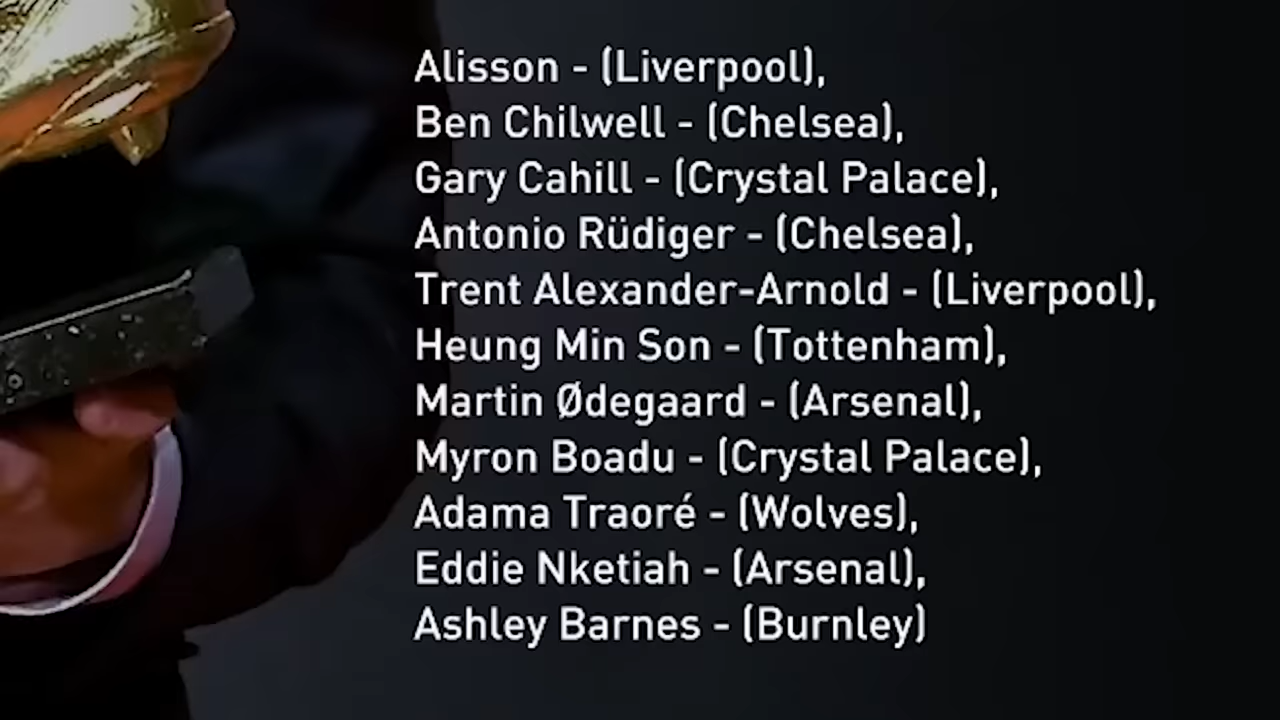 Alisson - (Liverpool),
Ben Chilwell - (Chelsea),
Gary Cahill - (Crystal Palace),
Antonio Rüdiger - (Chelsea),
Trent Alexander-Arnold - (Liverpool),
Heung Min Son - (Tottenham),
Martin Ødegaard - (Arsenal),
Myron Boadu - (Crystal Palace),
Adama Traoré - (Wolves),
Eddie Nketiah - (Arsenal),
Ashley Barnes - (Burnley)